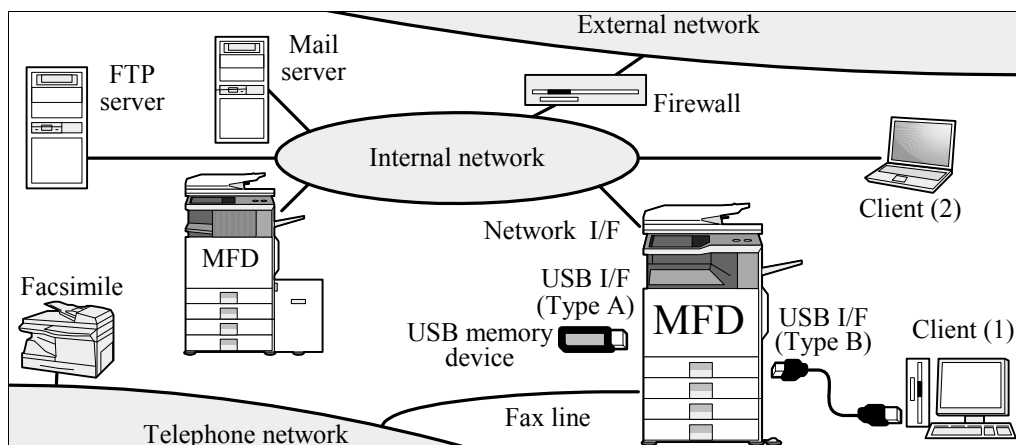 External network
FTP
server
Mail
server
Firewall
Internal network
Client (2)
Network I/F
MFD
Facsimile
USB I/F
(Type A)
USB memory
device
MFD
USB I/F
(Type B)
Client (1)
Fax line
Telephone network